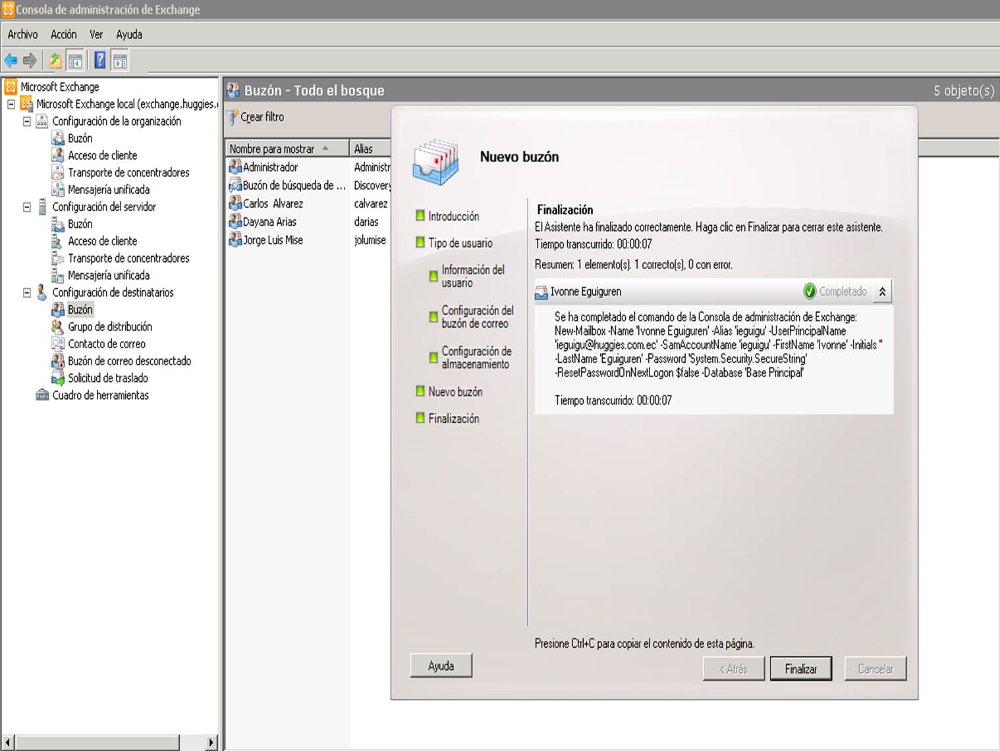 Consola de administración de Exchange
Archivo Acción Ver Ayuda
Microsoft Exchange
Microsoft Exchange local (exchange.huggies.
Configuración de la organización
Buzón
Acceso de cliente
Transporte de concentradores
Mensajería unificada
Configuración del servidor
Buzón
Acceso de cliente
Transporte de concentradores
Mensajería unificada
Configuración de destinatarios
Buzón
Grupo de distribución
Contacto de correo
Buzón de correo desconectado
Solicitud de traslado
Cuadro de herramientas
Buzón - Todo el bosque 5 objeto(s)
Crear filtro
Nombre para mostrar Alias
Administrador Administr
Buzón de búsqueda de ... Discovery
Carlos Alvarez calvarez
Dayana Arias darias
Jorge Luis Mise jolumise
Nuevo buzón
Introducción
Tipo de usuario
Información del
usuario
Configuración del
buzón de correo
Configuración de
almacenamiento
Nuevo buzón
Finalización
Finalización
El Asistente ha finalizado correctamente. Haga clic en Finalizar para cerrar este asistente.
Tiempo transcurrido: 00:00:07
Resumen: 1 elemento(s). 1 correcto(s), 0 con error.
Ivonne Eguiguren Completado
Se ha completado el comando de la Consola de administración de Exchange:
New-Mailbox -Name 'Ivonne Eguiguren' -Alias 'ieguigu' -UserPrincipalName
'ieguigu@huggies.com.ec' -SamAccountName 'ieguigu' -FirstName 'Ivonne' -Initials ''
-LastName 'Eguiguren' -Password 'System.Security.SecureString'
-ResetPasswordOnNextLogon $false -Database 'Base Principal'
Tiempo transcurrido: 00:00:07
Presione Ctrl+C para copiar el contenido de esta página.
Ayuda < Atrás Finalizar Cancelar